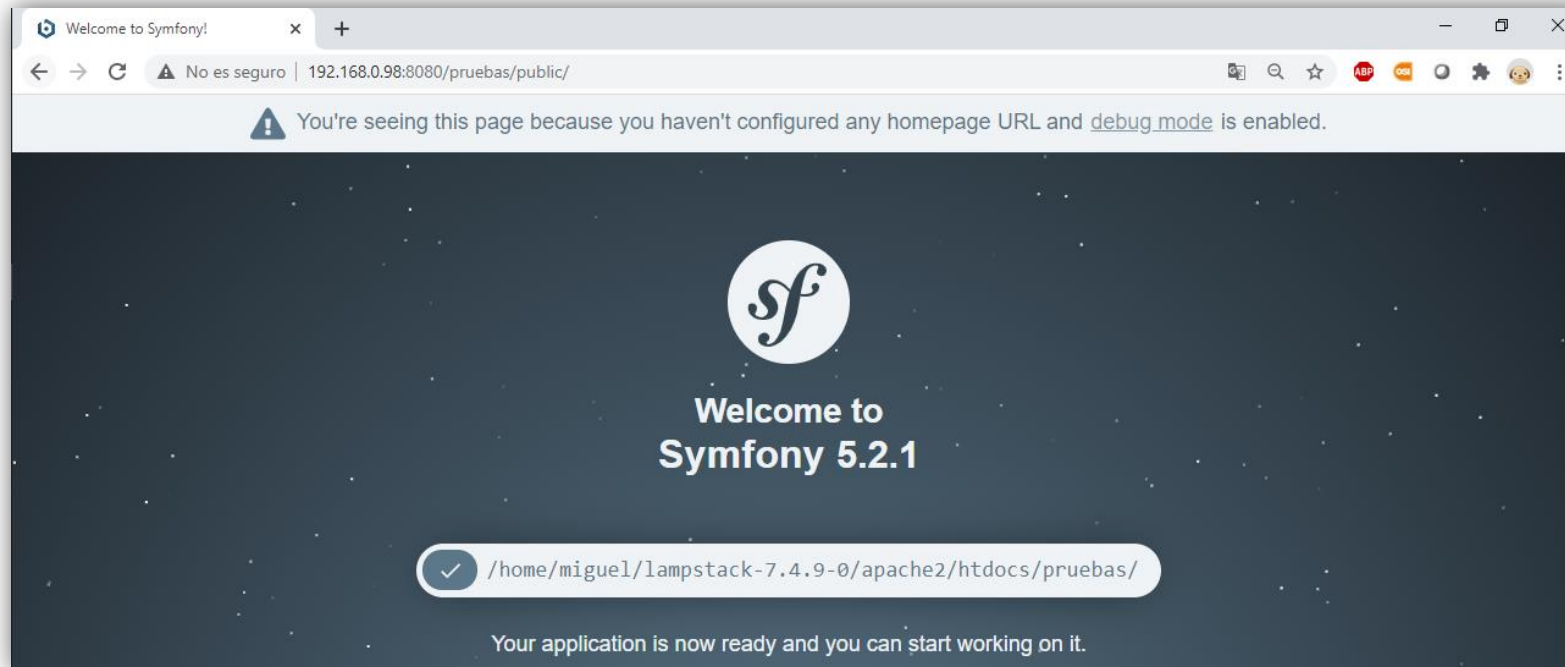 Welcome to Symfony!
No es seguro | 192.168.0.98:8080/pruebas/public/
ABP
OSI
You're seeing this page because you haven't configured any homepage URL and debug mode is enabled.
sf
Welcome to
Symfony 5.2.1
/home/miguel/lampstack-7.4.9-0/apache2/htdocs/pruebas/
Your application is now ready and you can start working on it.